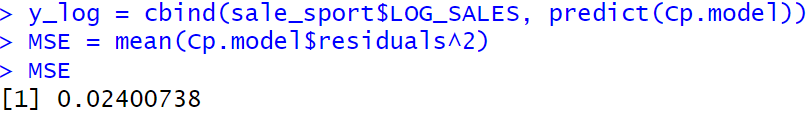 > y_log = cbind(sale_sport$LOG_SALES, predict(Cp.model))
> MSE = mean(Cp.model$residuals^2)
> MSE
[1] 0.02400738